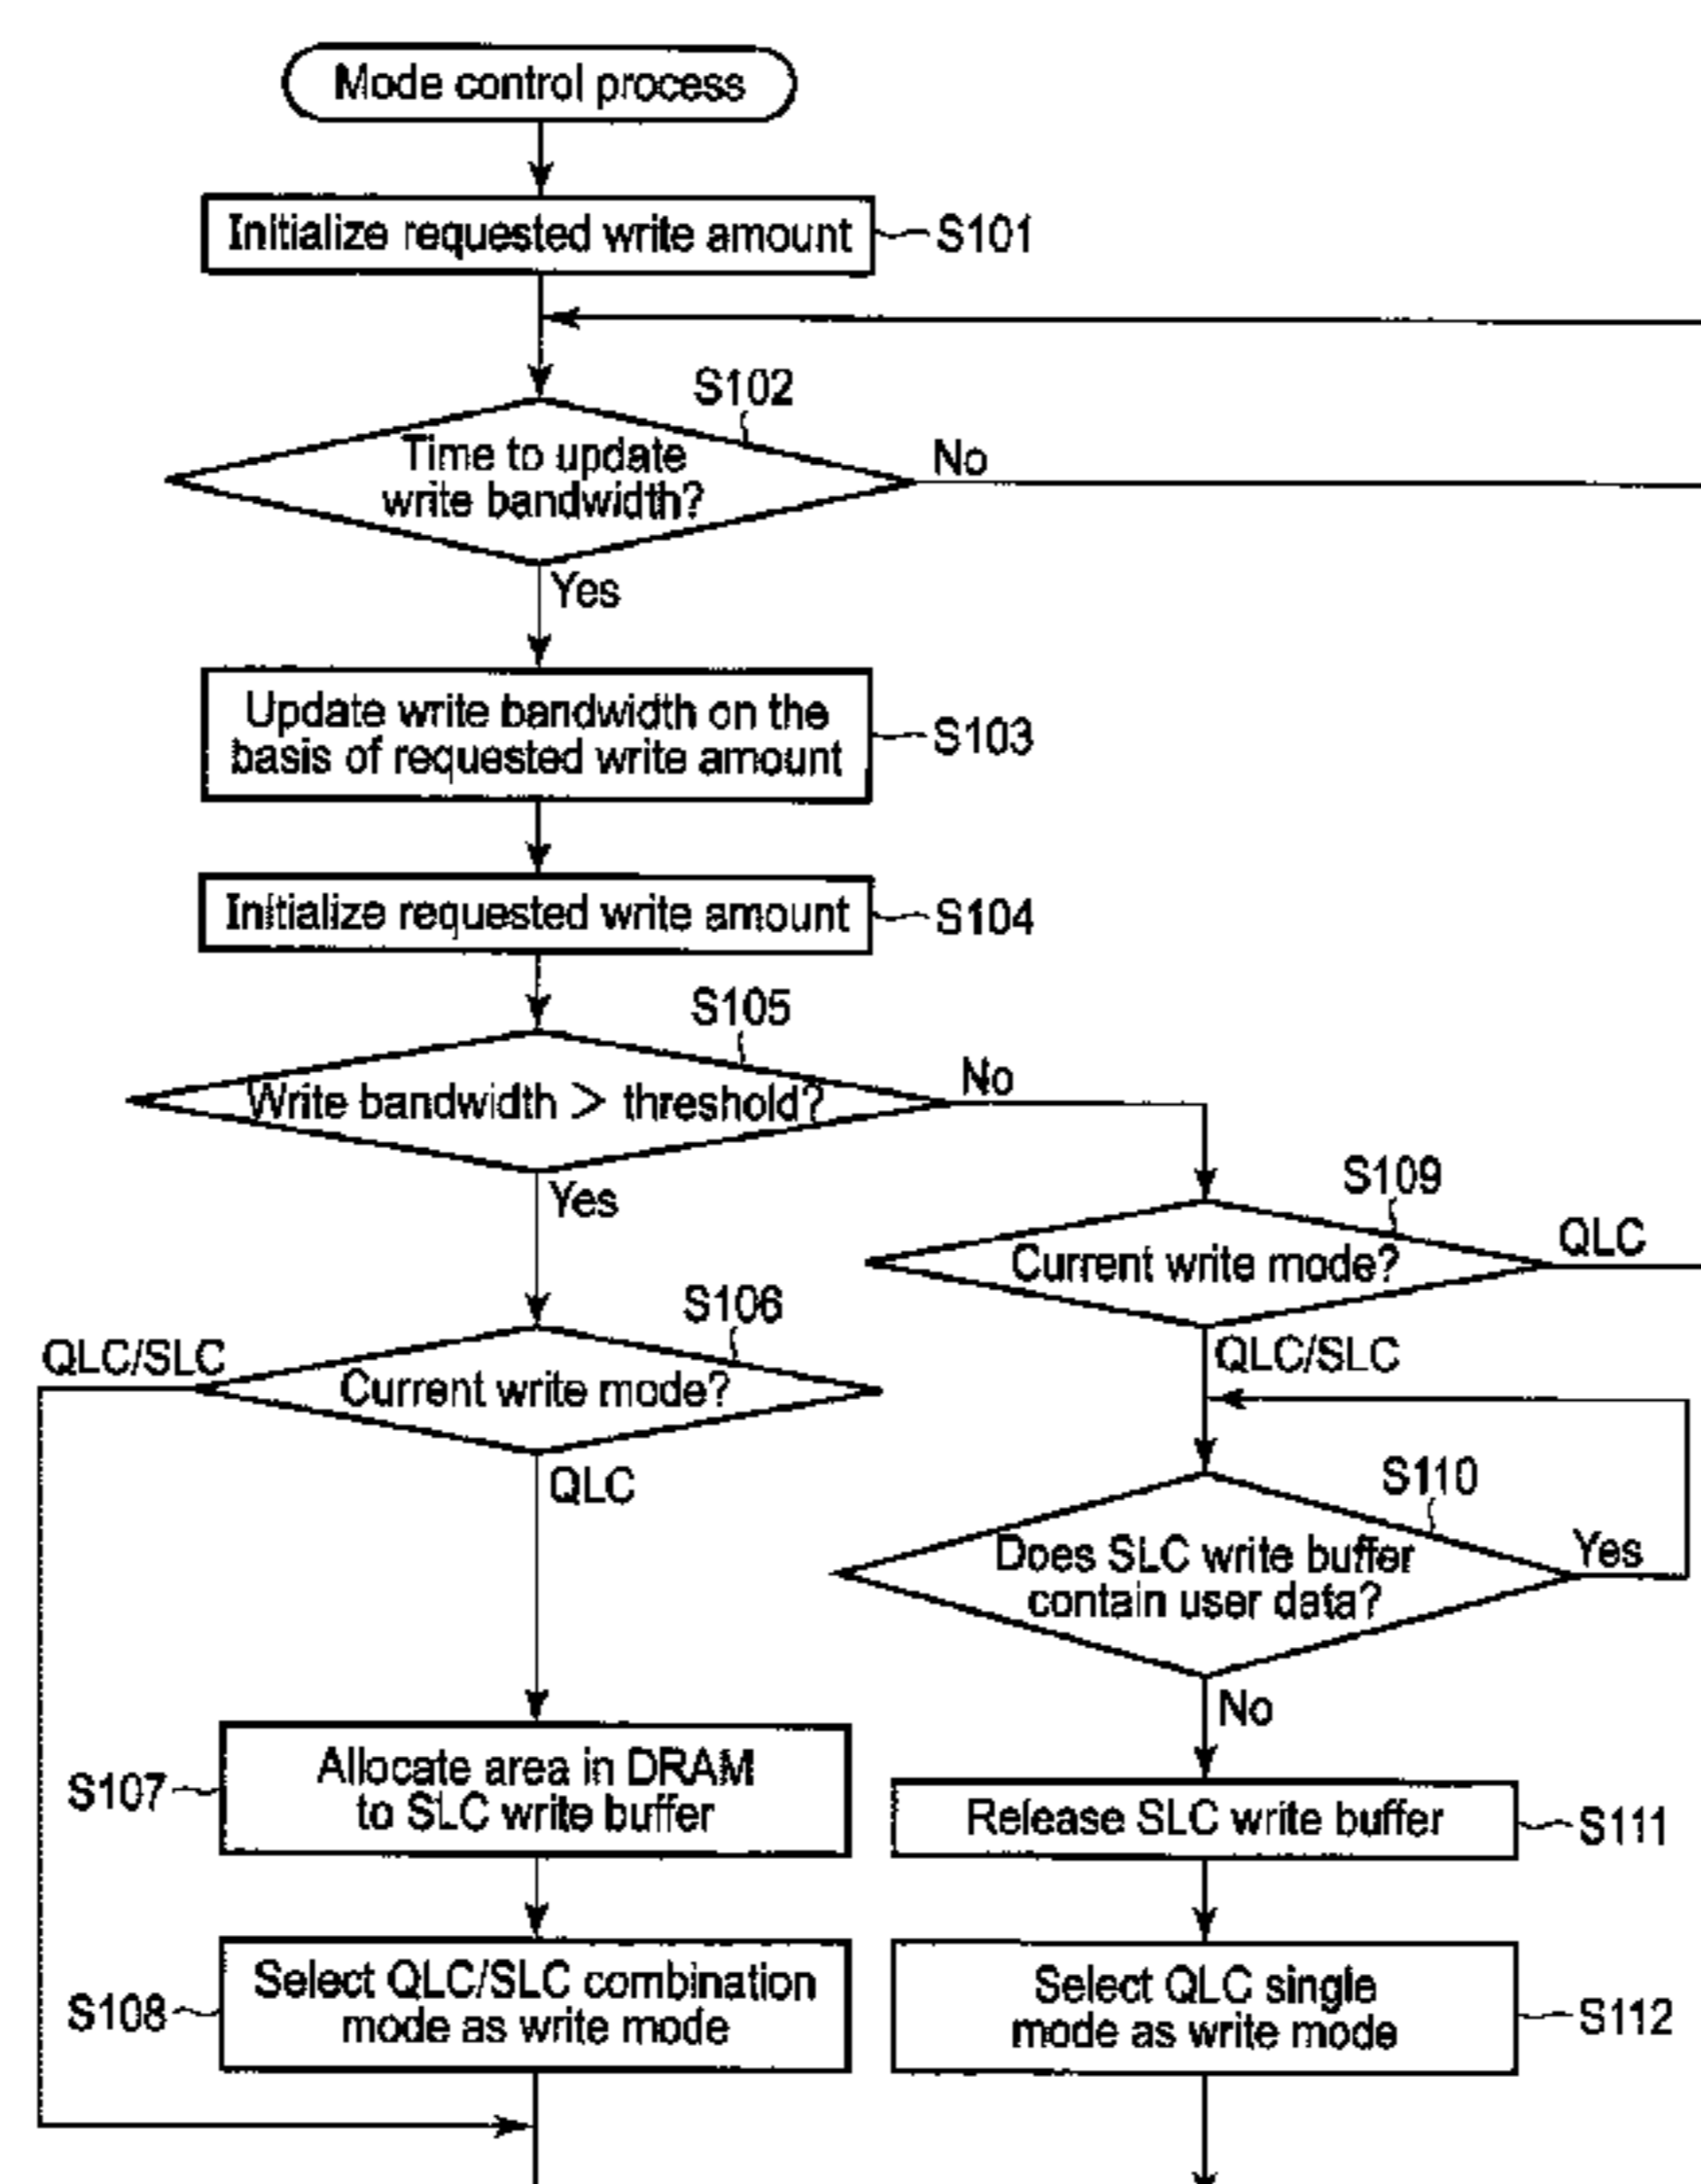 Mode control process
Initialize requested write amount
S101
S102
Time to update
write bandwidth?
No
Yes
Update write bandwidth on the
basis of requested write amount
S103
Initialize requested write amount
S104
S105
Write bandwidth > threshold?
No
Yes
S109
Current write mode?
QLC
S106
QLC/SLC
Current write mode?
QLC/SLC
QLC
S110
Does SLC write buffer
contain user data?
Yes
No
S107
Allocate area in DRAM
to SLC write buffer
Release SLC write buffer
S111
S108
Select QLC/SLC combination
mode as write mode
Select QLC single
mode as write mode
S112